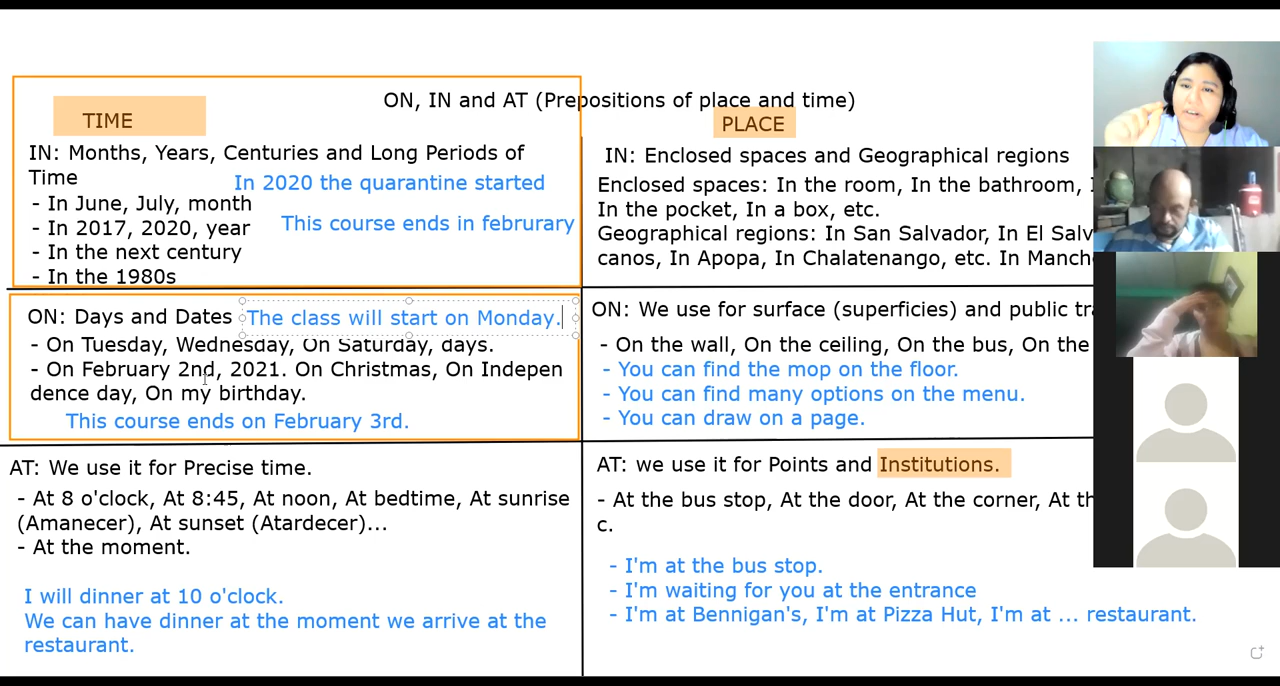 ON, IN and AT (Prepositions of place and time)
TIME
IN: Months, Years, Centuries and Long Periods of
Time
In 2020 the quarantine started
- In June, July, month
This course ends in februrary
- In 2017, 2020, year
- In the next century
- In the 1980s
ON: Days and Dates
The class will start on Monday.
- On Tuesday, Wednesday, On Saturday, days.
- On February 2nd, 2021. On Christmas, On Indepen
dence day, On my birthday.
This course ends on February 3rd.
AT: We use it for Precise time.
- At 8 o'clock, At 8:45, At noon, At bedtime, At sunrise
(Amanecer), At sunset (Atardecer)...
- At the moment.
I will dinner at 10 o'clock.
We can have dinner at the moment we arrive at the
restaurant.
PLACE
IN: Enclosed spaces and Geographical regions
Enclosed spaces: In the room, In the bathroom,
In the pocket, In a box, etc.
Geographical regions: In San Salvador, In El Salv
canos, In Apopa, In Chalatenango, etc. In Manch
ON: We use for surface (superficies) and public tr
- On the wall, On the ceiling, On the bus, On the
- You can find the mop on the floor.
- You can find many options on the menu.
- You can draw on a page.
AT: we use it for Points and Institutions.
- At the bus stop, At the door, At the corner, At th
c.
- I'm at the bus stop.
- I'm waiting for you at the entrance
- I'm at Bennigan's, I'm at Pizza Hut, I'm at ... restaurant.